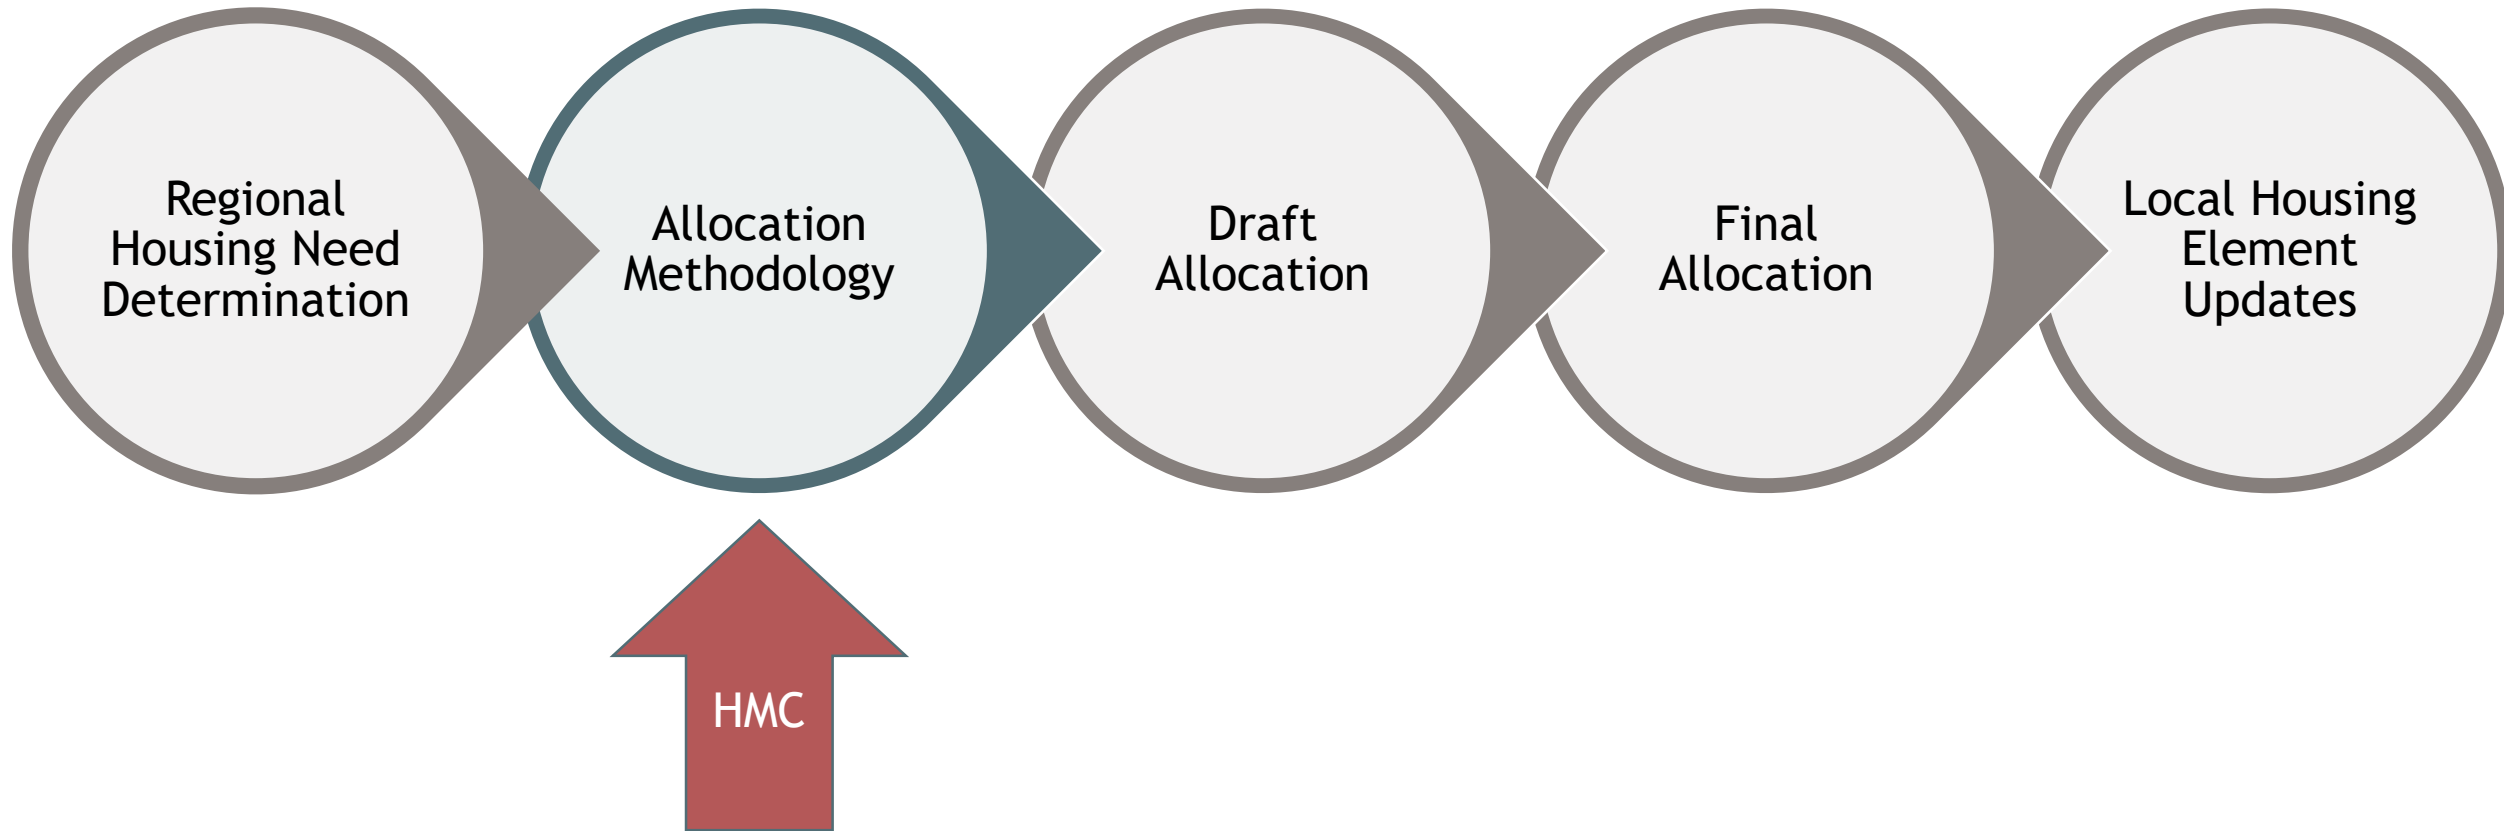 Regional
Housing Need
Determination
Allocation
Methodology
Draft
Allocation
Final
Allocation
Local Housing
Element
Updates
HMC